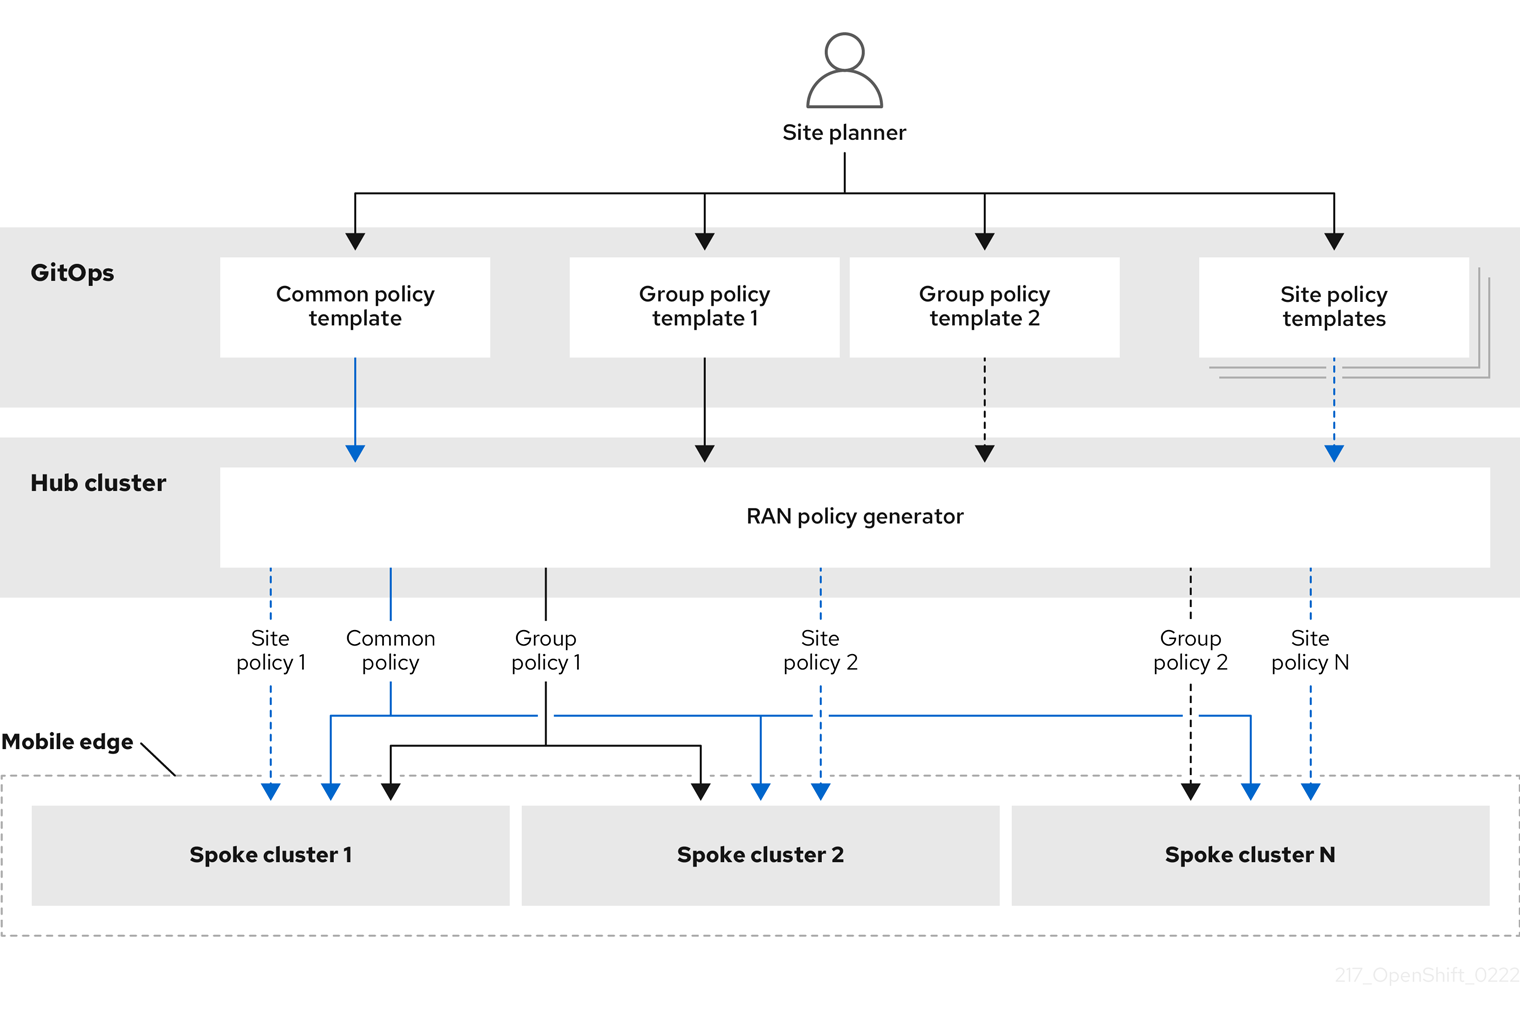 Site planner
GitOps
Common policy
template
Group policy
template 1
Group policy
template 2
Site policy
templates
Hub cluster
RAN policy generator
Site
policy 1
Common
policy
Group
policy 1
Site
policy 2
Group
policy 2
Site
policy N
Mobile edge
Spoke cluster 1
Spoke cluster 2
Spoke cluster N
217_OpenShift_0222